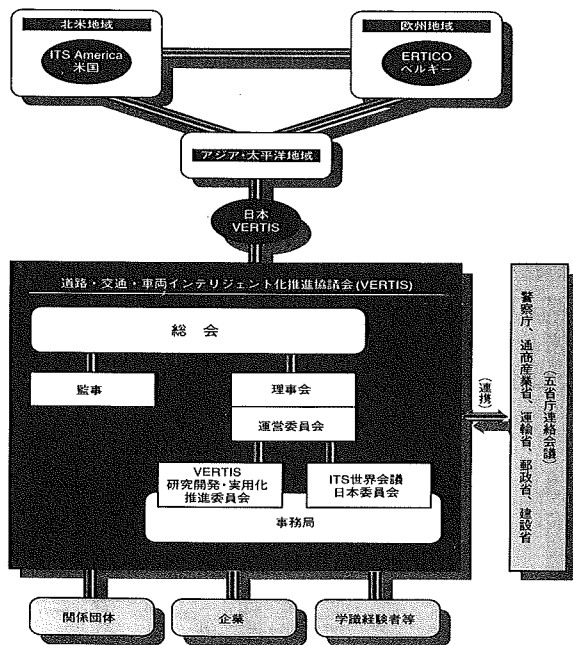 北米地域
ITS America
米国
欧州地域
ERTICO
ベルギー
アジア・太平洋地域
日本
VERTIS
道路・交通・車両インテリジェント化推進協議会(VERTIS)
総 会
監事
理事会
運営委員会
VERTIS
研究開発・実用化
推進委員会
ITS世界会議
日本委員会
事務局
(連携)
(五省庁連絡会議)
警察庁、通商産業省、運輸省、郵政省、建設省
関係団体
企業
学識経験者等